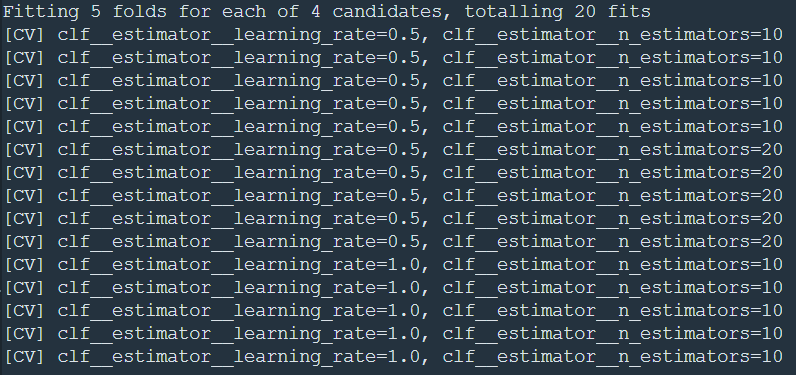 Fitting 5 folds for each of 4 candidates, totalling 20 fits
[CV] clf__estimator__learning_rate=0.5, clf__estimator__n_estimators=10
[CV] clf__estimator__learning_rate=0.5, clf__estimator__n_estimators=10
[CV] clf__estimator__learning_rate=0.5, clf__estimator__n_estimators=10
[CV] clf__estimator__learning_rate=0.5, clf__estimator__n_estimators=10
[CV] clf__estimator__learning_rate=0.5, clf__estimator__n_estimators=10
[CV] clf__estimator__learning_rate=0.5, clf__estimator__n_estimators=20
[CV] clf__estimator__learning_rate=0.5, clf__estimator__n_estimators=20
[CV] clf__estimator__learning_rate=0.5, clf__estimator__n_estimators=20
[CV] clf__estimator__learning_rate=0.5, clf__estimator__n_estimators=20
[CV] clf__estimator__learning_rate=0.5, clf__estimator__n_estimators=20
[CV] clf__estimator__learning_rate=1.0, clf__estimator__n_estimators=10
[CV] clf__estimator__learning_rate=1.0, clf__estimator__n_estimators=10
[CV] clf__estimator__learning_rate=1.0, clf__estimator__n_estimators=10
[CV] clf__estimator__learning_rate=1.0, clf__estimator__n_estimators=10
[CV] clf__estimator__learning_rate=1.0, clf__estimator__n_estimators=10